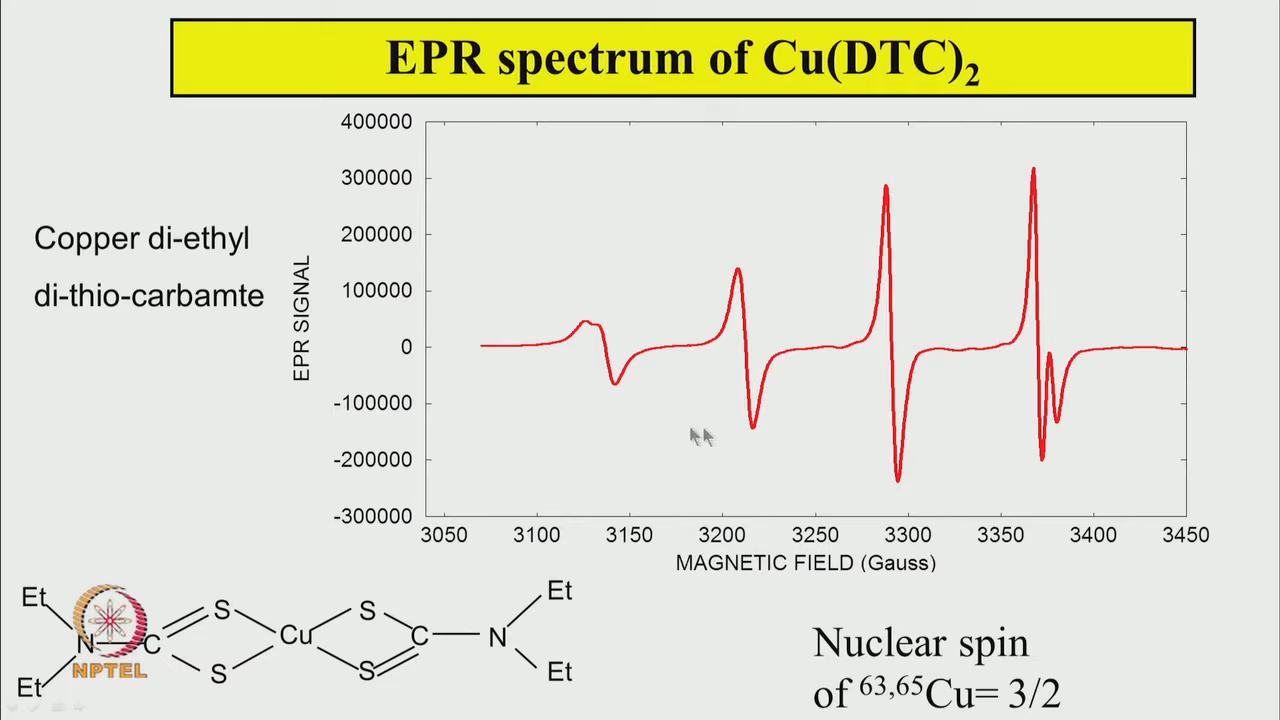 EPR spectrum of Cu(DTC)₂
Copper di-ethyl
di-thio-carbamte
EPR SIGNAL
400000
300000
200000
100000
0
-100000
-200000
-300000
3050 3100 3150 3200 3250 3300 3350 3400 3450
MAGNETIC FIELD (Gauss)
Et
N
Et
C
S
S
Cu
S
S
C
N
Et
Et
NPTEL
Nuclear spin
of ⁶³,⁶⁵Cu= 3/2